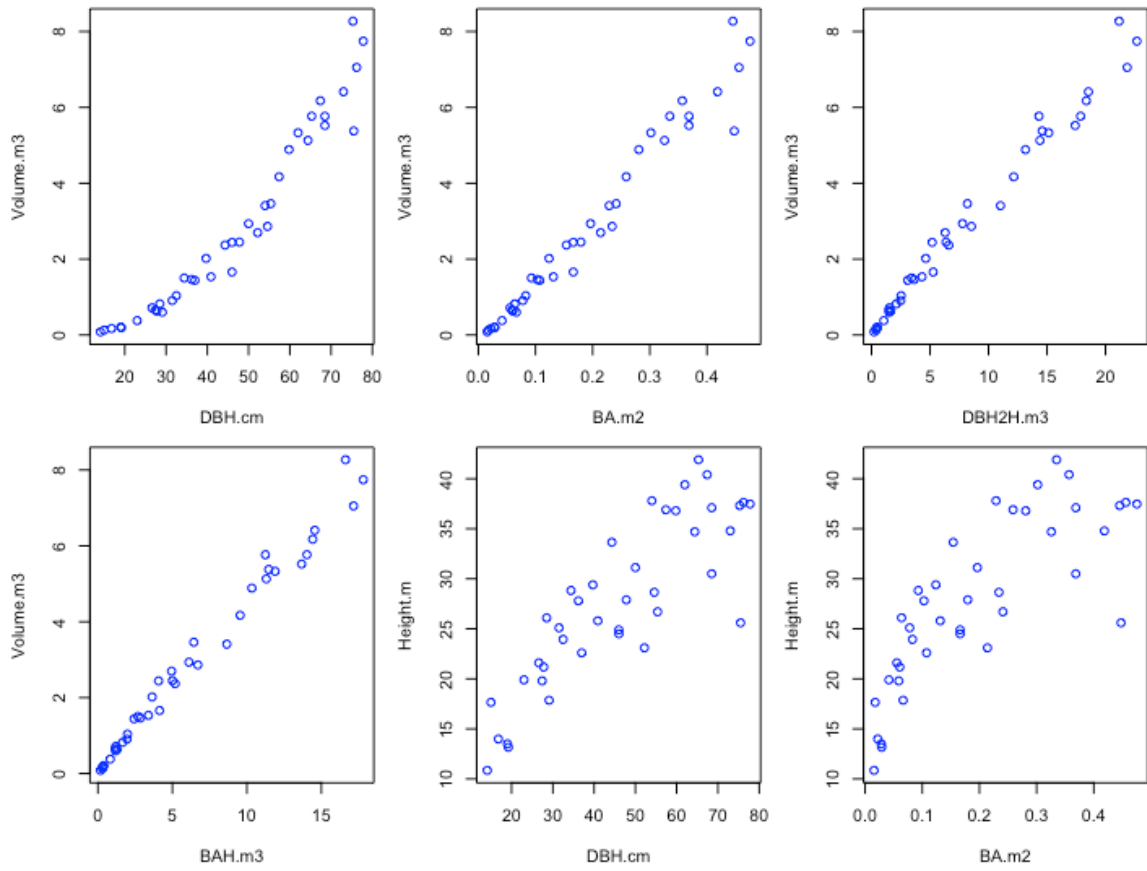 Volume.m3
0 2 4 6 8
20 30 40 50 60 70 80
DBH.cm
Volume.m3
0 2 4 6 8
0.0 0.1 0.2 0.3 0.4
BA.m2
Volume.m3
0 2 4 6 8
0 5 10 15 20
DBH2H.m3
Volume.m3
0 2 4 6 8
0 5 10 15
BAH.m3
Height.m
10 15 20 25 30 35 40
20 30 40 50 60 70 80
DBH.cm
Height.m
10 15 20 25 30 35 40
0.0 0.1 0.2 0.3 0.4
BA.m2